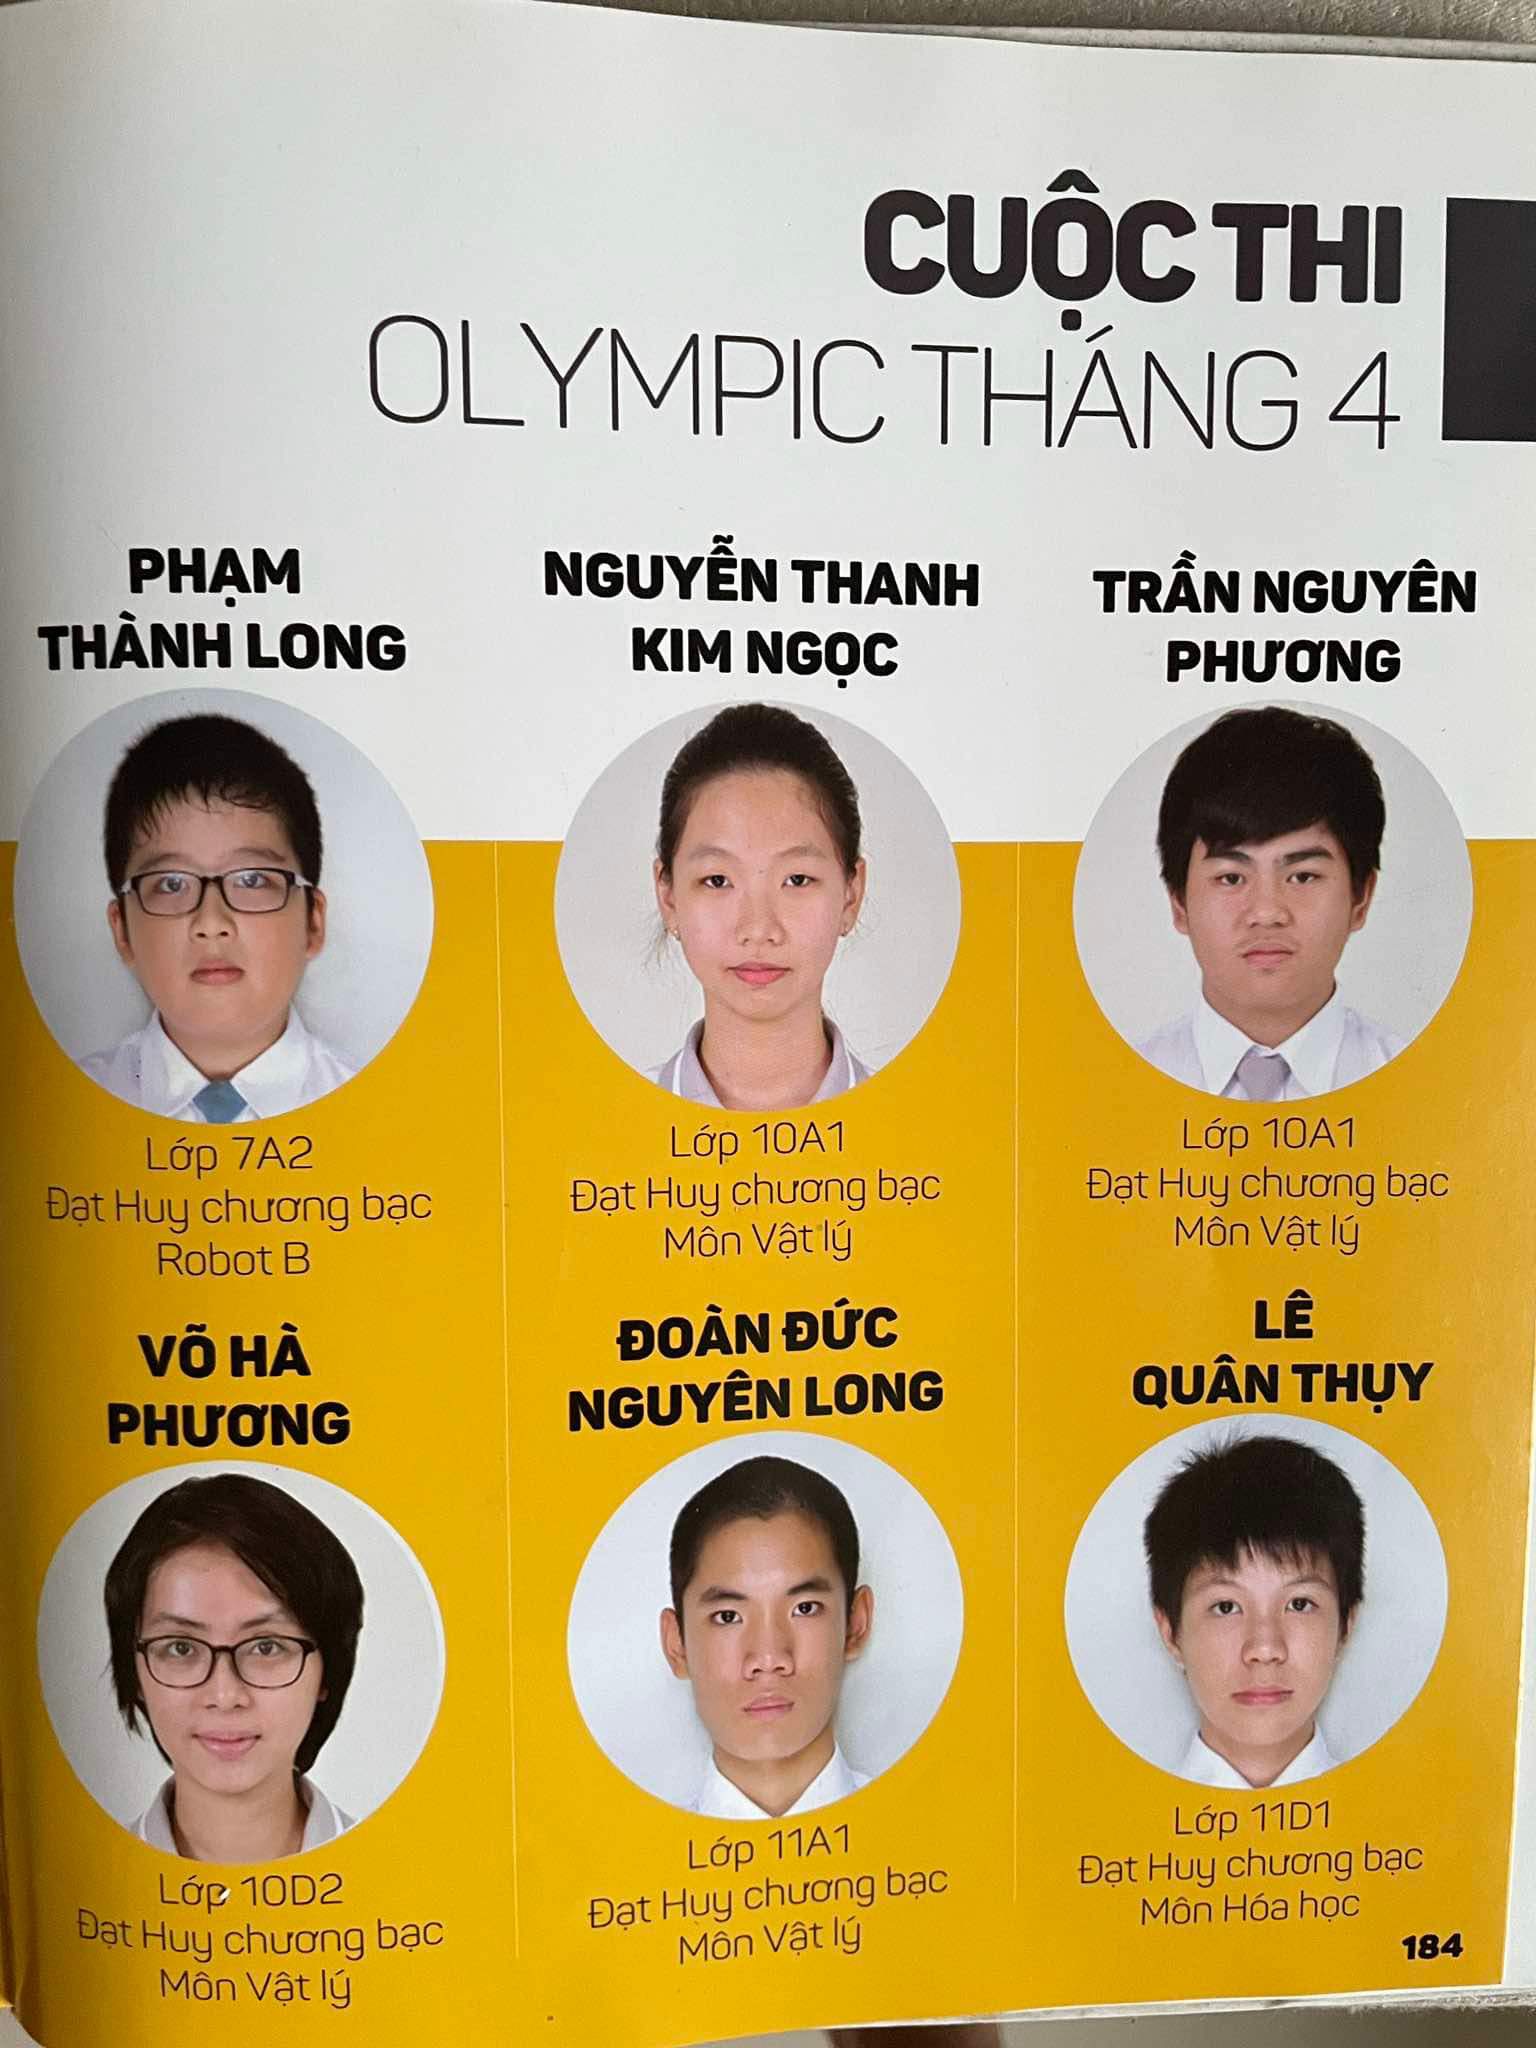 CUỘC THI
OLYMPIC THÁNG 4
PHẠM
THÀNH LONG
Lớp 7A2
Đạt Huy chương bạc
Robot B
NGUYỄN THANH
KIM NGỌC
Lớp 10A1
Đạt Huy chương bạc
Môn Vật lý
TRẦN NGUYÊN
PHƯƠNG
Lớp 10A1
Đạt Huy chương bạc
Môn Vật lý
VÕ HÀ
PHƯƠNG
Lớp 10D2
Đạt Huy chương bạc
Môn Vật lý
ĐOÀN ĐỨC
NGUYÊN LONG
Lớp 11A1
Đạt Huy chương bạc
Môn Vật lý
LÊ
QUÂN THỤY
Lớp 11D1
Đạt Huy chương bạc
Môn Hóa học
184